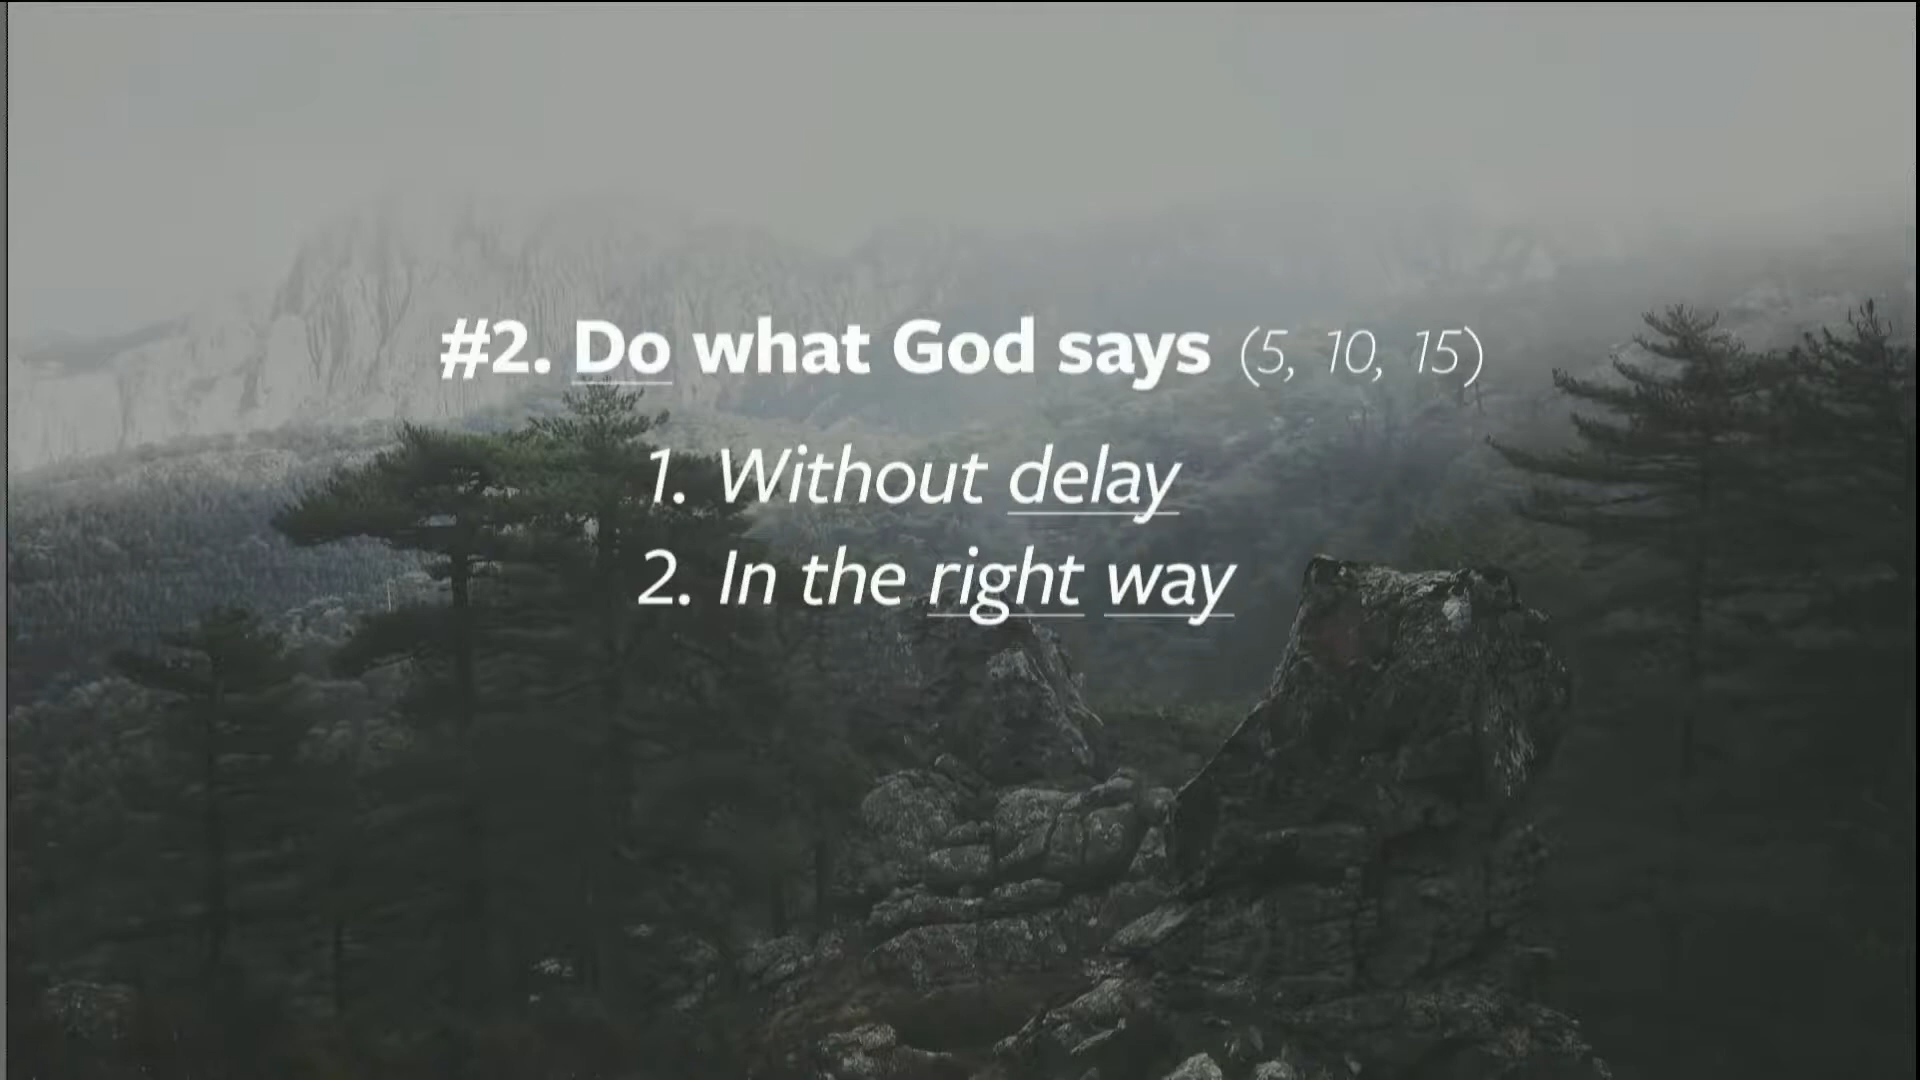 #2. Do what God says (5, 10, 15)
1. Without delay
2. In the right way